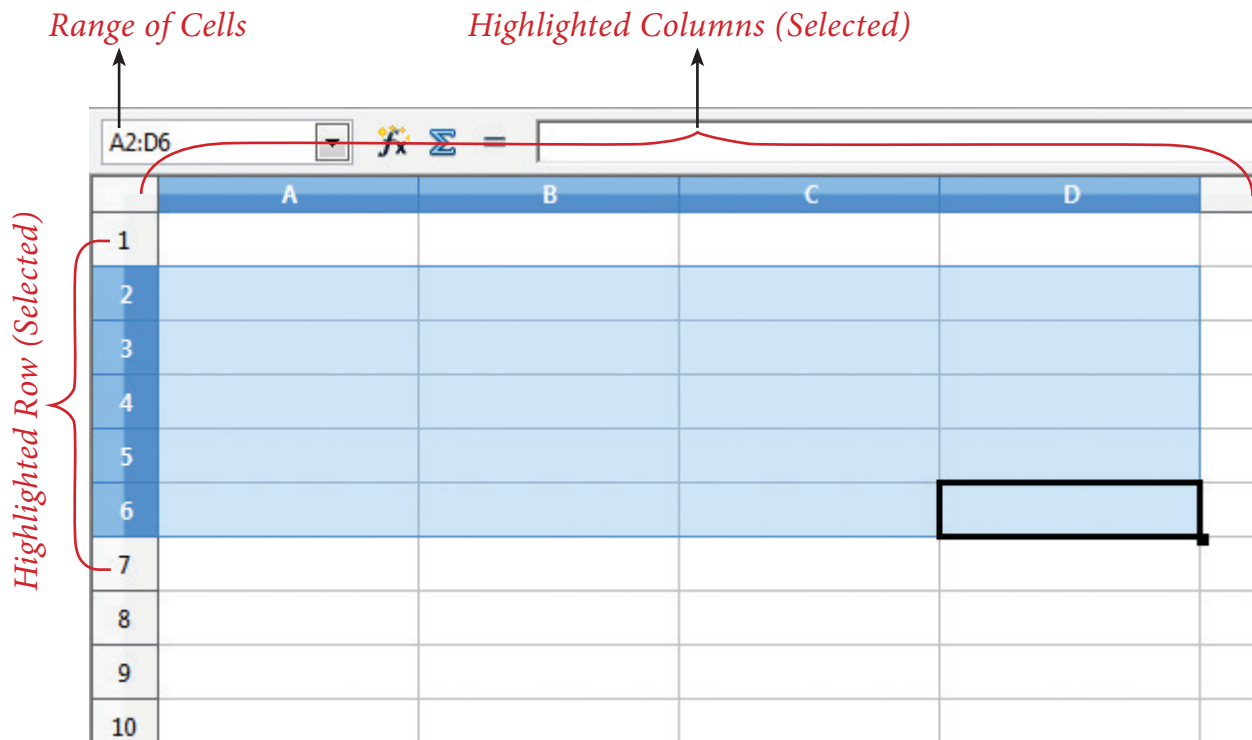 Range of Cells
Highlighted Columns (Selected)
A2:D6
fx Σ =
A B C D
Highlighted Row (Selected)
1
2
3
4
5
6
7
8
9
10